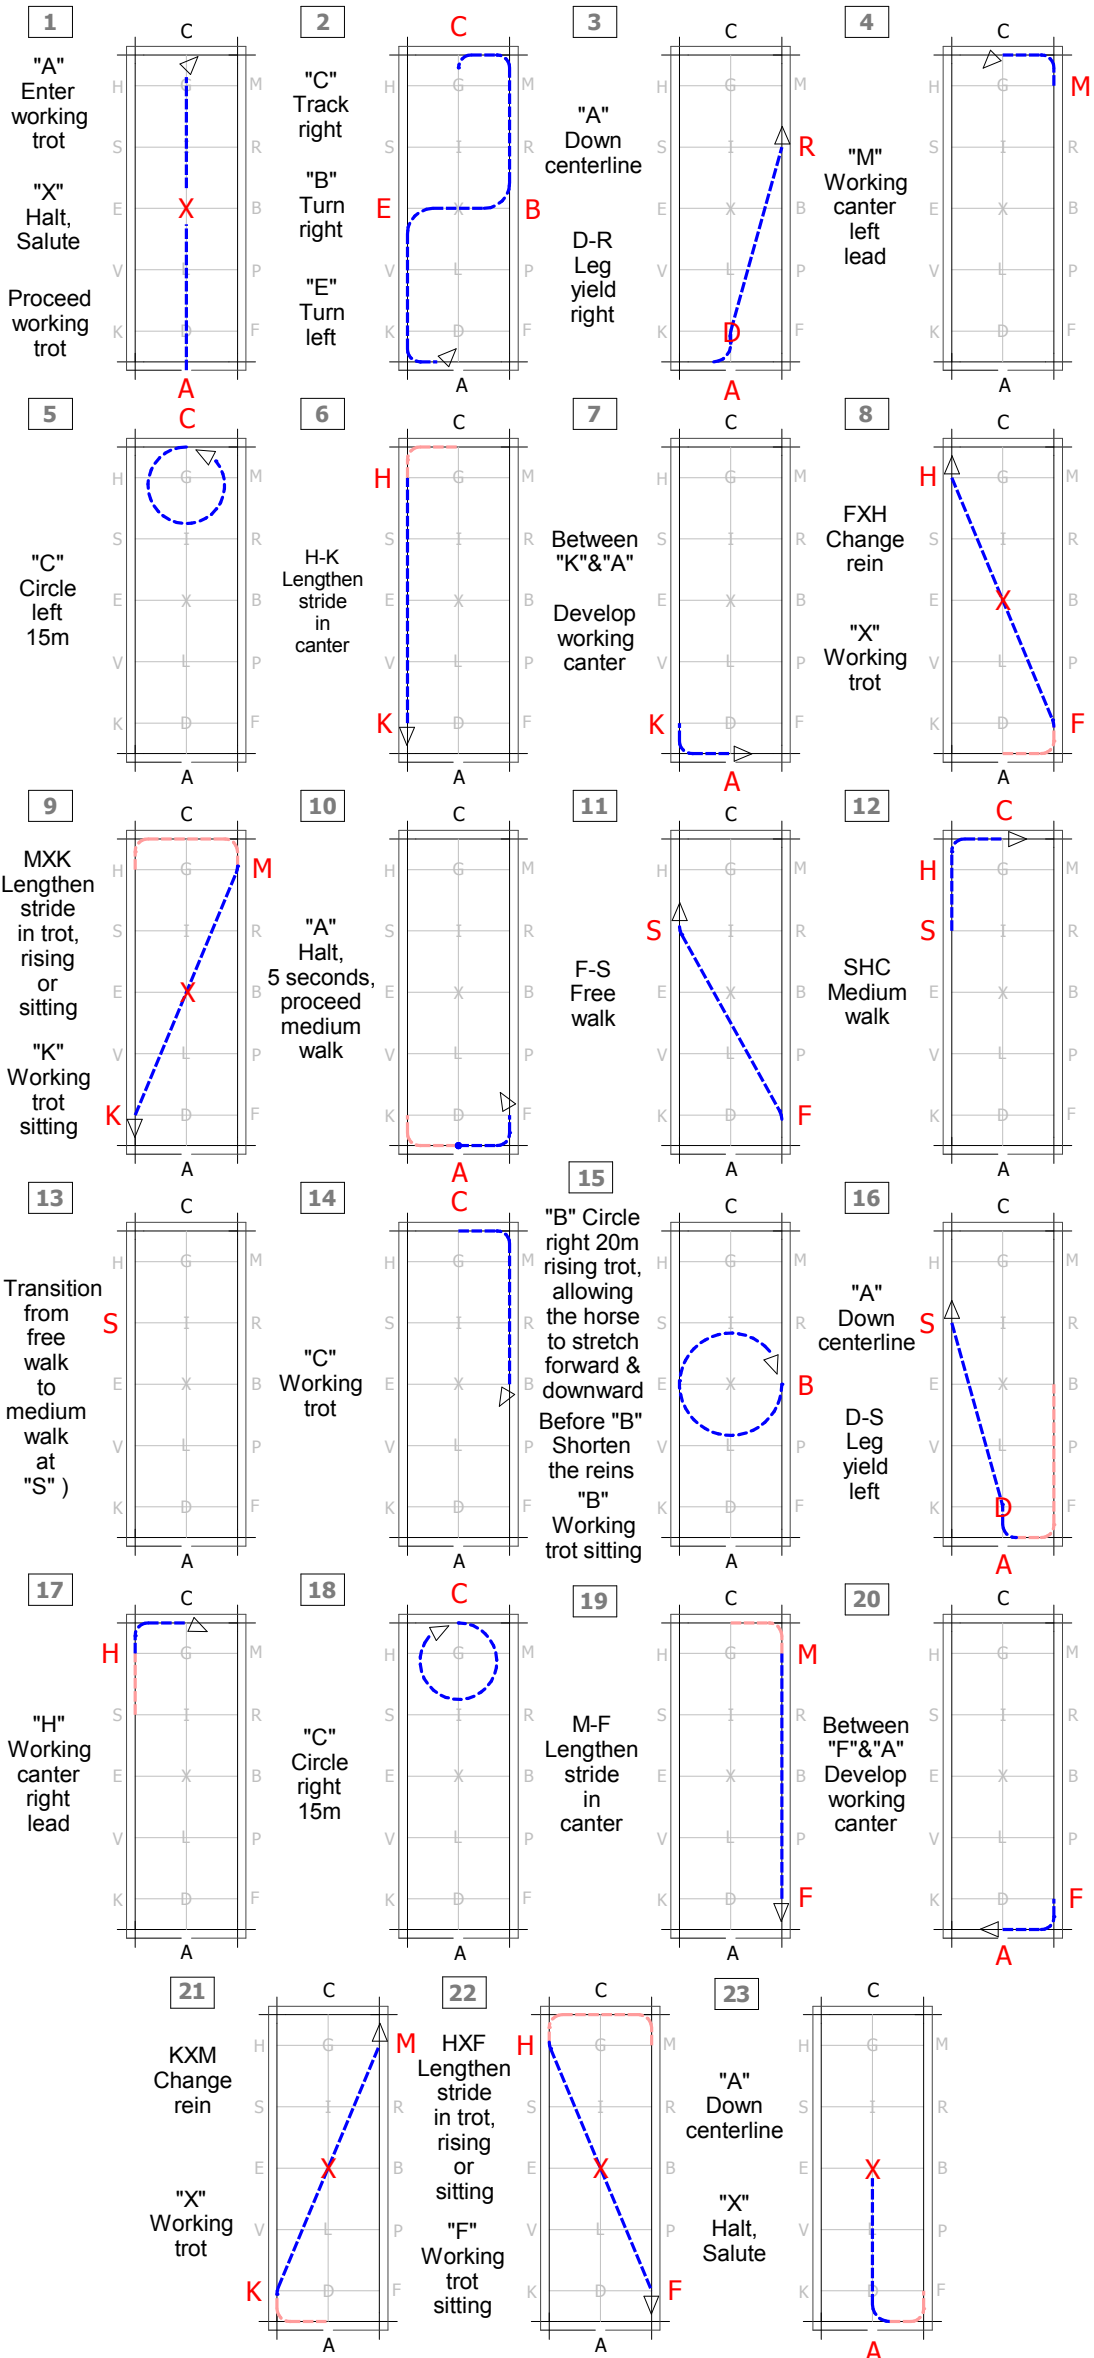 1
"A"
Enter
working
trot
"X"
Halt,
Salute
Proceed
working
trot
C
H G M
S R
E X B
V L P
K D F
A
2
"C"
Track
right
"B"
Turn
right
"E"
Turn
left
C
H G M
S I R
E X B
V L P
K D F
A
3
"A"
Down
centerline
D-R
Leg
yield
right
C
H G M
S I R
E X B
V L P
K D F
A
4
"M"
Working
canter
left
lead
C
H G M
S I R
E X B
V L P
K D F
A
5
"C"
Circle
left
15m
C
H G M
S I R
E X B
V L P
K D F
A
6
H-K
Lengthen
stride
in
canter
C
H G M
S I R
E X B
V L P
K D F
A
7
Between
"K"&"A"
Develop
working
canter
C
H G M
S I R
E X B
V L P
K D F
A
8
FXH
Change
rein
"X"
Working
trot
C
H G M
S I R
E X B
V L P
K D F
A
9
MXK
Lengthen
stride
in trot,
rising
or
sitting
"K"
Working
trot
sitting
C
H G M
S I R
E X B
V L P
K D F
A
10
"A"
Halt,
5 seconds,
proceed
medium
walk
C
H G M
S I R
E X B
V L P
K D F
A
11
F-S
Free
walk
C
H G M
S I R
E X B
V L P
K D F
A
12
SHC
Medium
walk
C
H G M
S I R
E X B
V L P
K D F
A
13
Transition
from
free
walk
to
medium
walk
at
"S" )
C
H G M
S I R
E X B
V L P
K D F
A
14
"C"
Working
trot
C
H G M
S I R
E X B
V L P
K D F
A
15
"B" Circle
right 20m
rising trot,
allowing
the horse
to stretch
forward &
downward
Before "B"
Shorten
the reins
"B"
Working
trot sitting
C
H G M
S I R
E X B
V L P
K D F
A
16
"A"
Down
centerline
D-S
Leg
yield
left
C
H G M
S I R
E X B
V L P
K D F
A
17
"H"
Working
canter
right
lead
C
H G M
S I R
E X B
V L P
K D F
A
18
"C"
Circle
right
15m
C
H G M
S I R
E X B
V L P
K D F
A
19
M-F
Lengthen
stride
in
canter
C
H G M
S I R
E X B
V L P
K D F
A
20
Between
"F"&"A"
Develop
working
canter
C
H G M
S I R
E X B
V L P
K D F
A
21
KXM
Change
rein
"X"
Working
trot
C
H G M
S I R
E X B
V L P
K D F
A
22
HXF
Lengthen
stride
in trot,
rising
or
sitting
"F"
Working
trot
sitting
C
H G M
S I R
E X B
V L P
K D F
A
23
"A"
Down
centerline
"X"
Halt,
Salute
C
H G M
S I R
E X B
V L P
K D F
A